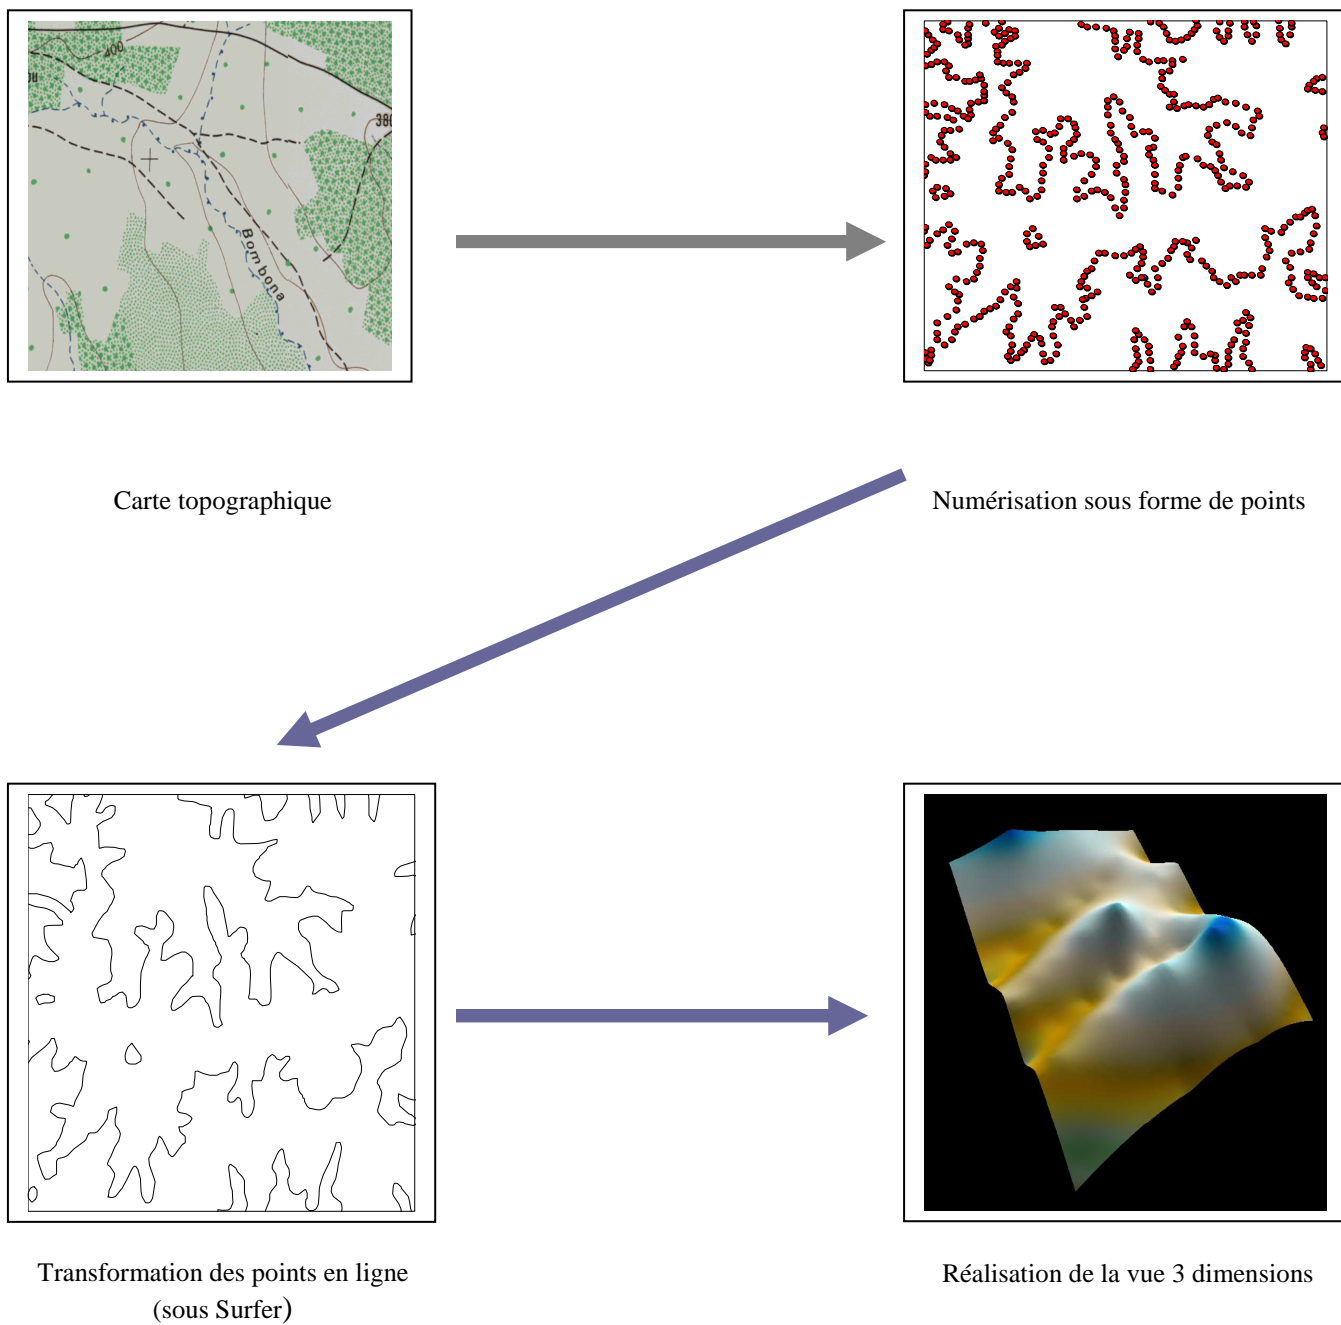 400
380
Bombona
Carte topographique
Numérisation sous forme de points
Transformation des points en ligne
(sous Surfer)
Réalisation de la vue 3 dimensions